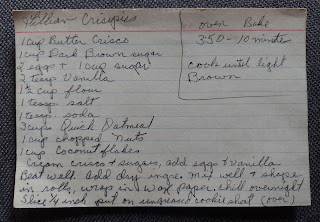 Lillian Crispies
1 cup Butter Crisco
1 cup Dark Brown sugar
2 egg + 1 cup sugar
2 teasp Vanilla
1½ cup flour
1 teasp. salt
1 teasp. soda
3 cups Quick Oatmeal
1 cup chopped nuts
1 cup Coconut flakes
Cream crisco + sugars, add egg + vanilla
Beat well. Add dry ingre. mix well + shape
in rolls, wrap in wax paper, chill overnight
Slice ¼ inch put on ungreased cookie sheet (over)
oven Bake
350 - 10 minute
cook until light
Brown